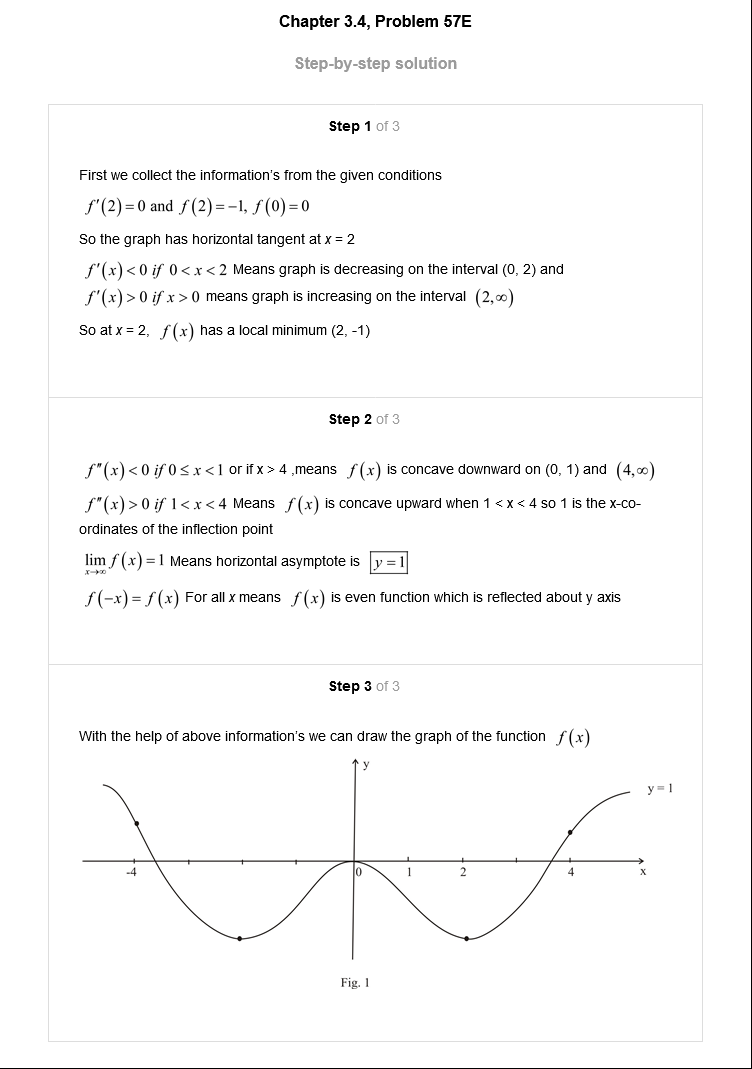 Chapter 3.4, Problem 57E
Step-by-step solution
Step 1 of 3
First we collect the information's from the given conditions
f'(2) = 0 and f(2) = −1, f(0) = 0
So the graph has horizontal tangent at x = 2
f'(x) < 0 if 0 < x < 2 Means graph is decreasing on the interval (0, 2) and
f'(x) > 0 if x > 0 means graph is increasing on the interval (2,∞)
So at x = 2, f(x) has a local minimum (2, -1)
Step 2 of 3
f"(x) < 0 if 0 ≤ x < 1 or if x > 4 ,means f(x) is concave downward on (0, 1) and (4,∞)
f"(x) > 0 if 1 < x < 4 Means f(x) is concave upward when 1 < x < 4 so 1 is the x-co-
ordinates of the inflection point
lim x→∞ f(x) = 1 Means horizontal asymptote is y = 1
f(−x) = f(x) For all x means f(x) is even function which is reflected about y axis
Step 3 of 3
With the help of above information's we can draw the graph of the function f(x)
y
y = 1
-4 0 1 2 4 x
Fig. 1